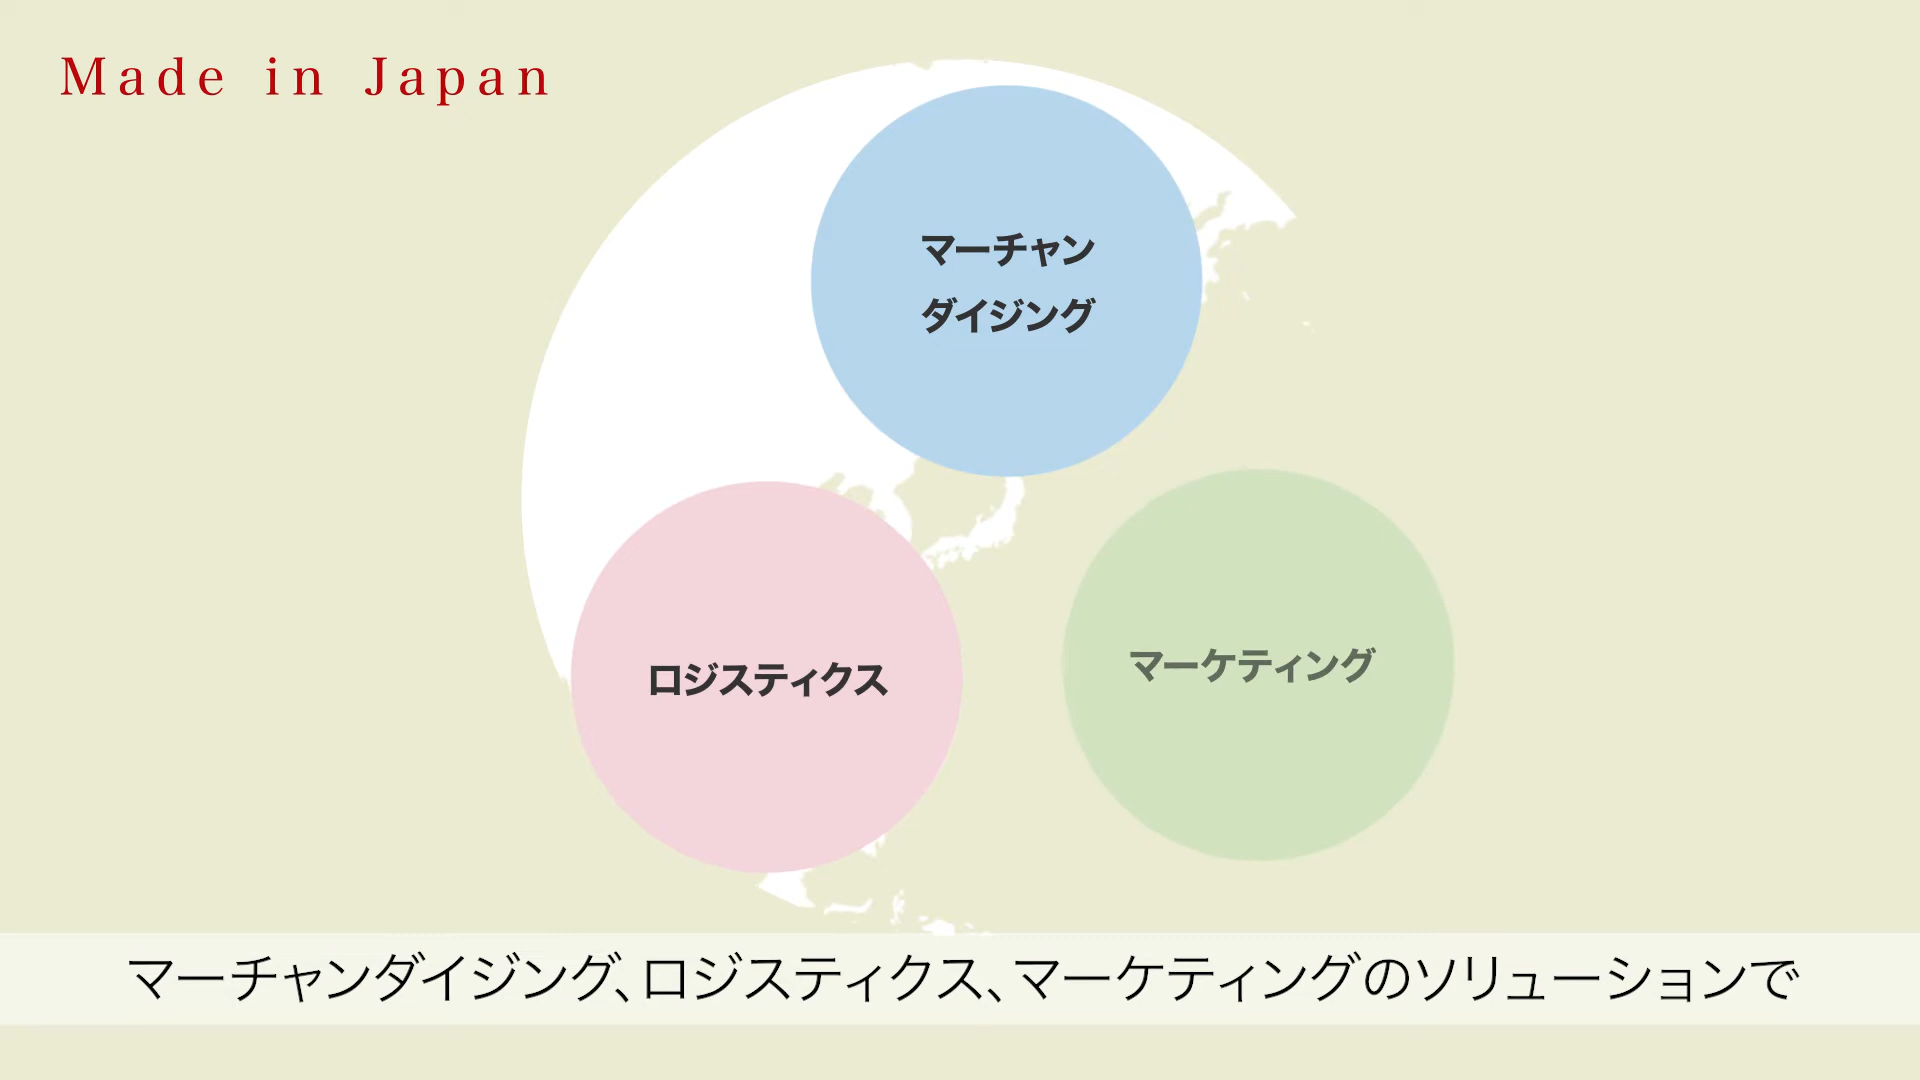 Made in Japan
マーチャン
ダイジング
ロジスティクス
マーケティング
マーチャンダイジング、ロジスティクス、マーケティングのソリューションで